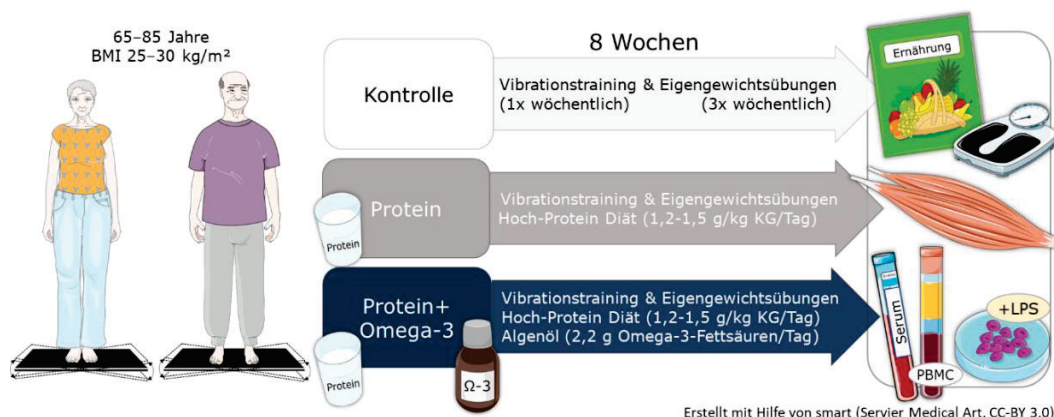 65–85 Jahre
BMI 25–30 kg/m²
8 Wochen
Kontrolle
Vibrationstraining & Eigengewichtsübungen
(1x wöchentlich) (3x wöchentlich)
Ernährung
Protein
Protein
Vibrationstraining & Eigengewichtsübungen
Hoch-Protein Diät (1,2-1,5 g/kg KG/Tag)
Protein+
Omega-3
Protein
Ω-3
Vibrationstraining & Eigengewichtsübungen
Hoch-Protein Diät (1,2-1,5 g/kg KG/Tag)
Algenöl (2,2 g Omega-3-Fettsäuren/Tag)
Serum
PBMC
+LPS
Erstellt mit Hilfe von smart (Servier Medical Art, CC-BY 3.0)